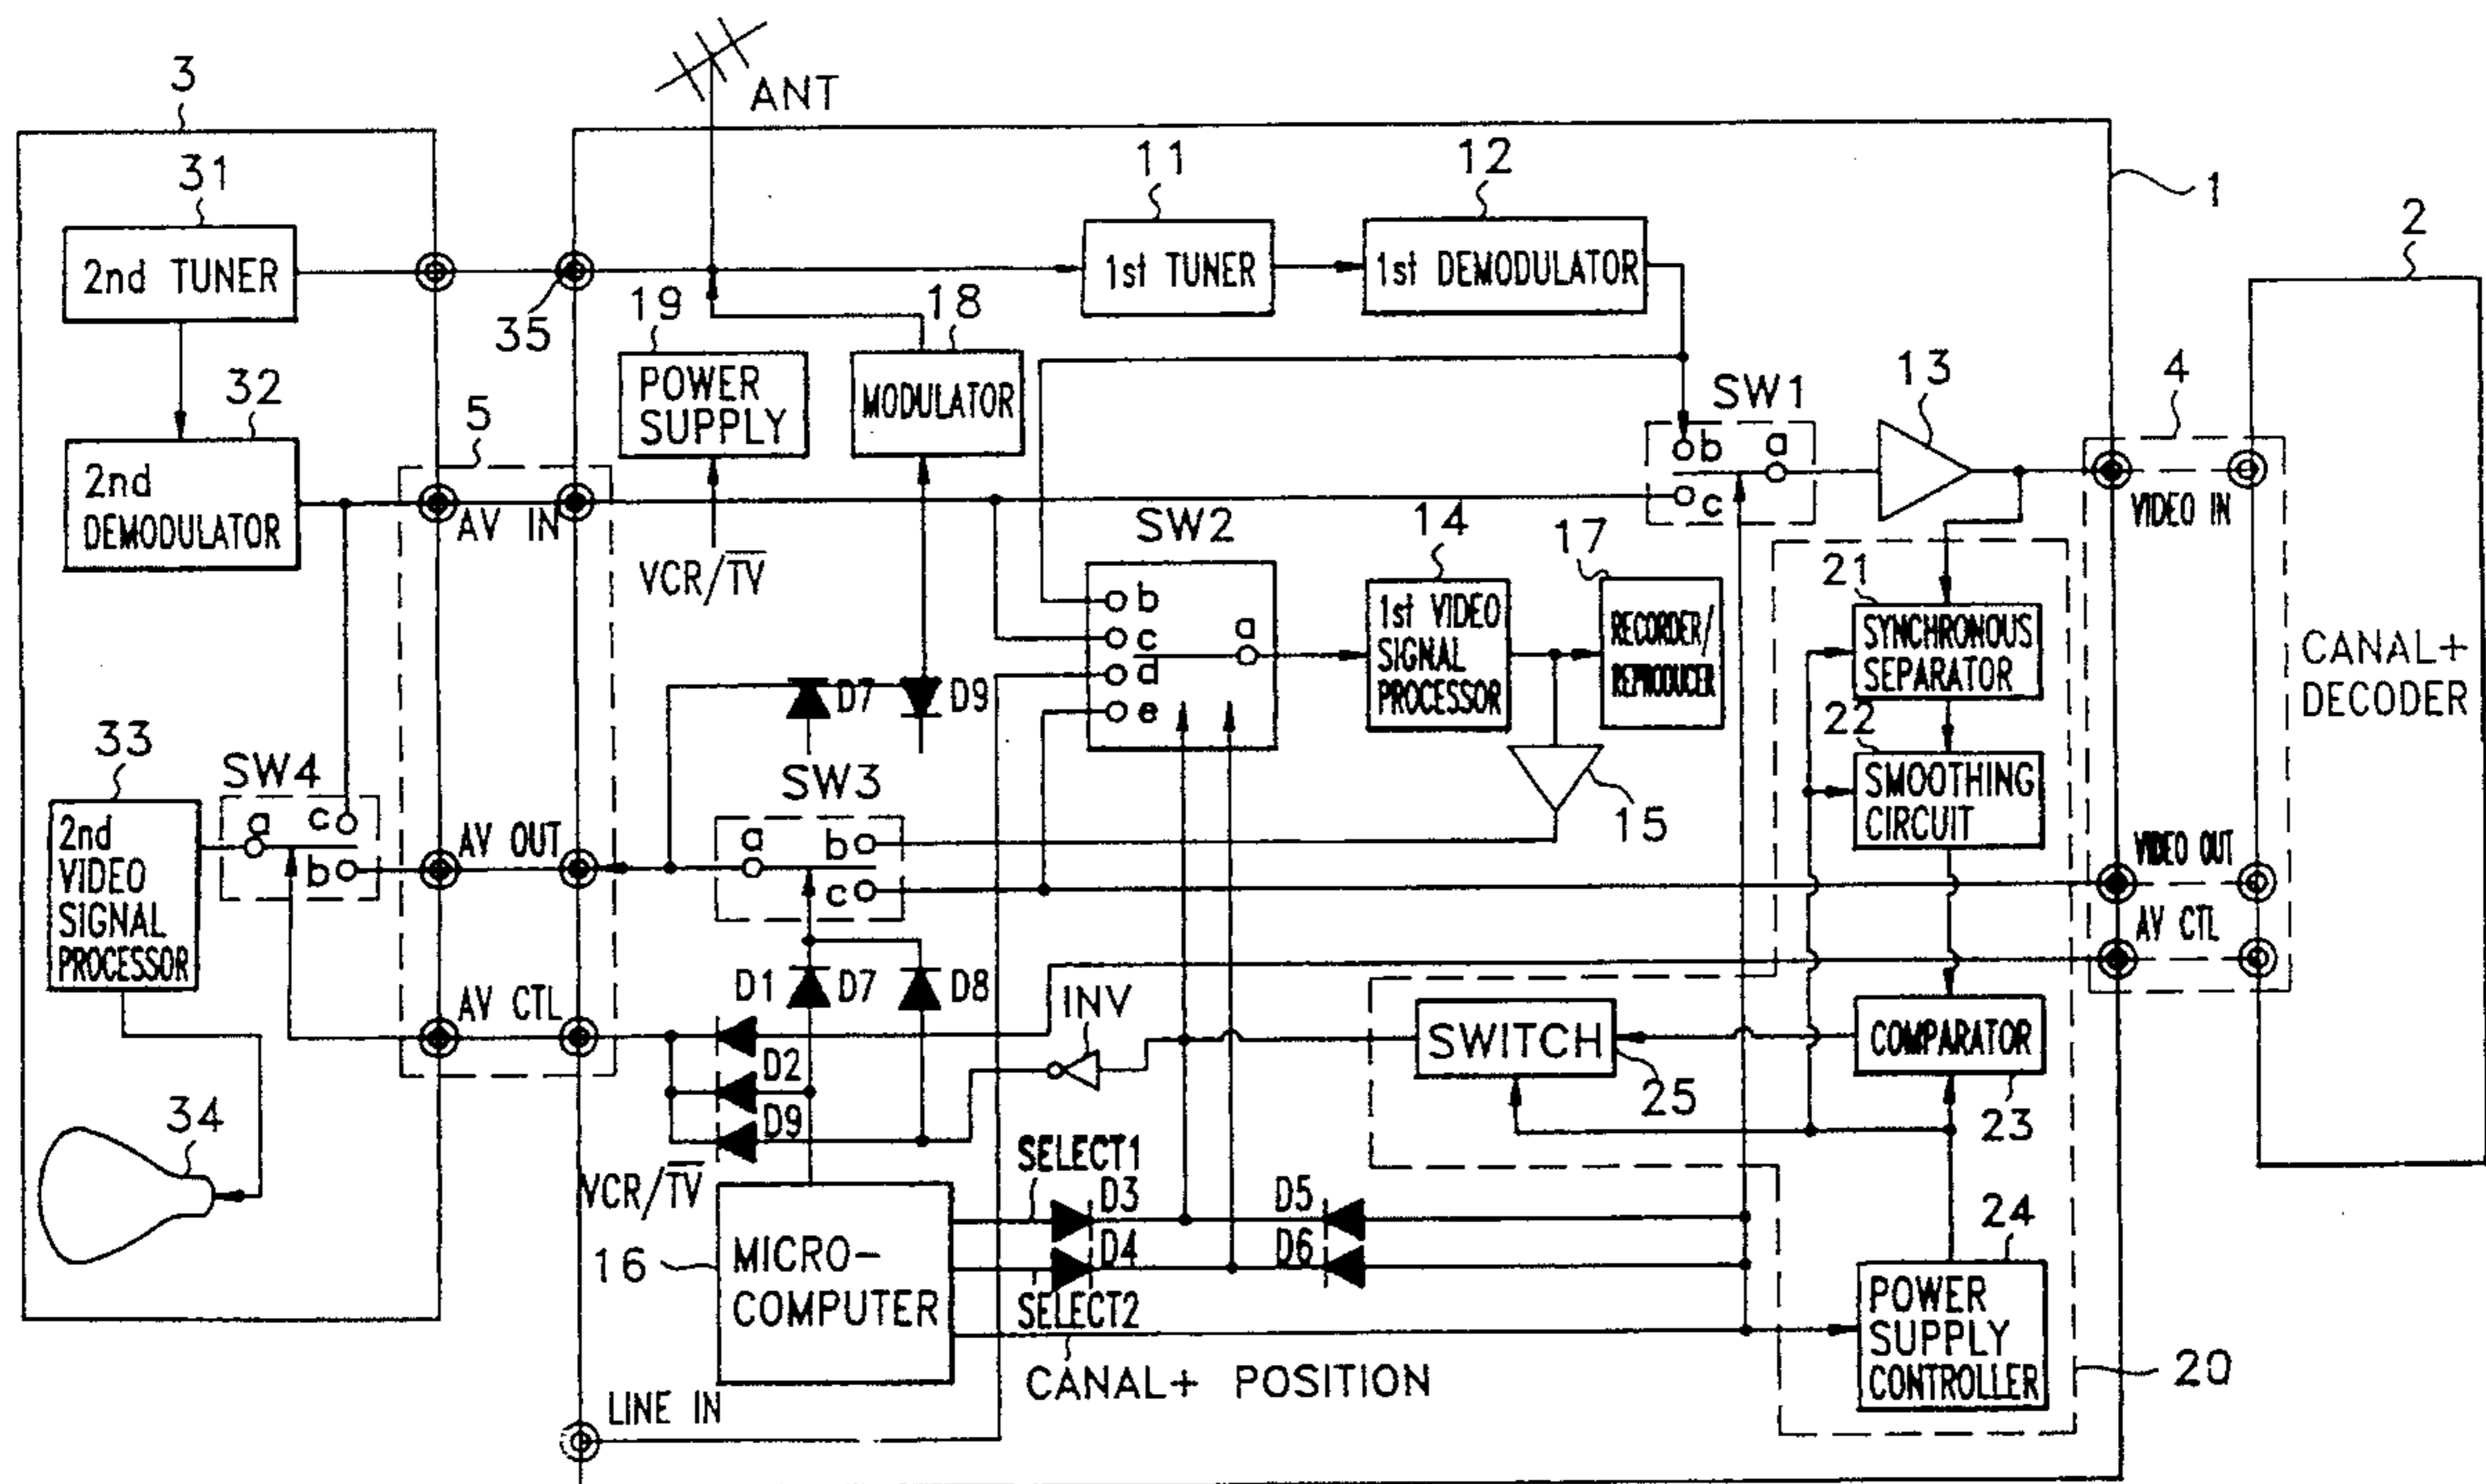 3
ANT
31
2nd TUNER
35
11
1st TUNER
12
1st DEMODULATOR
1
2
32
2nd
DEMODULATOR
5
AV IN
19
POWER
SUPPLY
VCR/T̅V̅
18
MODULATOR
SW1
b
a
c
13
4
VIDEO IN
SW2
b
c
d
e
a
14
1st VIDEO
SIGNAL
PROCESSOR
17
RECORDER/
REPRODUCER
15
21
SYNCHRONOUS
SEPARATOR
22
SMOOTHING
CIRCUIT
CANAL+
DECODER
D7
D9
33
2nd
VIDEO
SIGNAL
PROCESSOR
SW4
a
c
b
AV OUT
SW3
a
b
c
VIDEO OUT
AV CTL
AV CTL
D1
D7
D8
INV
D2
D9
SWITCH
25
COMPARATOR
23
34
VCR/T̅V̅
16
MICRO-
COMPUTER
SELECT1
D3
D5
D4
D6
SELECT2
CANAL+ POSITION
24
POWER
SUPPLY
CONTROLLER
20
LINE IN